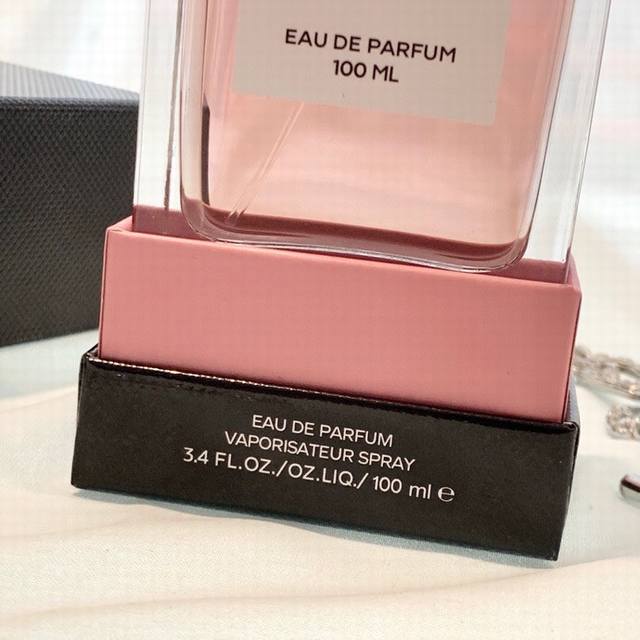 EAU DE PARFUM
100 ML
EAU DE PARFUM
VAPORISATEUR SPRAY
3.4 FL.OZ./OZ.LIQ./ 100 ml ℮